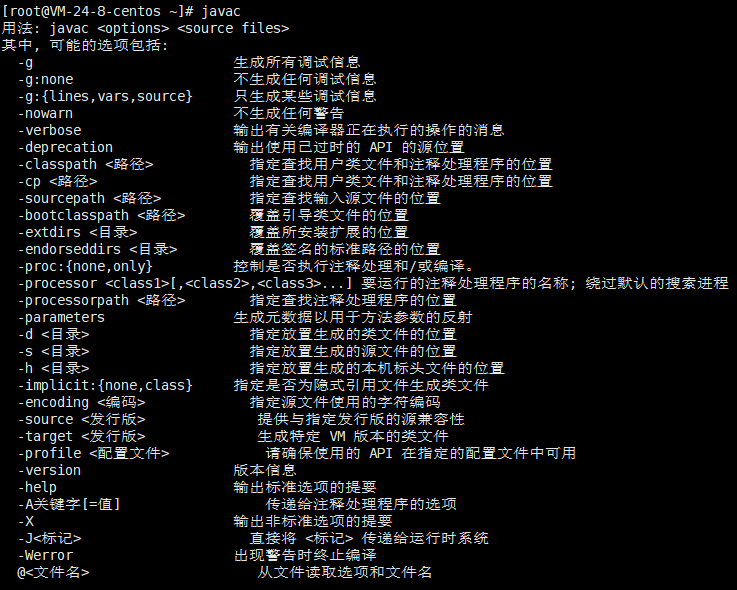 [root@VM-24-8-centos ~]# javac
用法: javac <options> <source files>
其中, 可能的选项包括:
  -g                         生成所有调试信息
  -g:none                    不生成任何调试信息
  -g:{lines,vars,source}     只生成某些调试信息
  -nowarn                    不生成任何警告
  -verbose                   输出有关编译器正在执行的操作的消息
  -deprecation               输出使用已过时的 API 的源位置
  -classpath <路径>            指定查找用户类文件和注释处理程序的位置
  -cp <路径>                   指定查找用户类文件和注释处理程序的位置
  -sourcepath <路径>           指定查找输入源文件的位置
  -bootclasspath <路径>        覆盖引导类文件的位置
  -extdirs <目录>              覆盖所安装扩展的位置
  -endorseddirs <目录>         覆盖签名的标准路径的位置
  -proc:{none,only}          控制是否执行注释处理和/或编译。
  -processor <class1>[,<class2>,<class3>...] 要运行的注释处理程序的名称; 绕过默认的搜索进程
  -processorpath <路径>        指定查找注释处理程序的位置
  -parameters                生成元数据以用于方法参数的反射
  -d <目录>                    指定放置生成的类文件的位置
  -s <目录>                    指定放置生成的源文件的位置
  -h <目录>                    指定放置生成的本机标头文件的位置
  -implicit:{none,class}     指定是否为隐式引用文件生成类文件
  -encoding <编码>             指定源文件使用的字符编码
  -source <发行版>              提供与指定发行版的源兼容性
  -target <发行版>              生成特定 VM 版本的类文件
  -profile <配置文件>            请确保使用的 API 在指定的配置文件中可用
  -version                   版本信息
  -help                      输出标准选项的提要
  -A关键字[=值]                  传递给注释处理程序的选项
  -X                         输出非标准选项的提要
  -J<标记>                     直接将 <标记> 传递给运行时系统
  -Werror                    出现警告时终止编译
  @<文件名>                     从文件读取选项和文件名